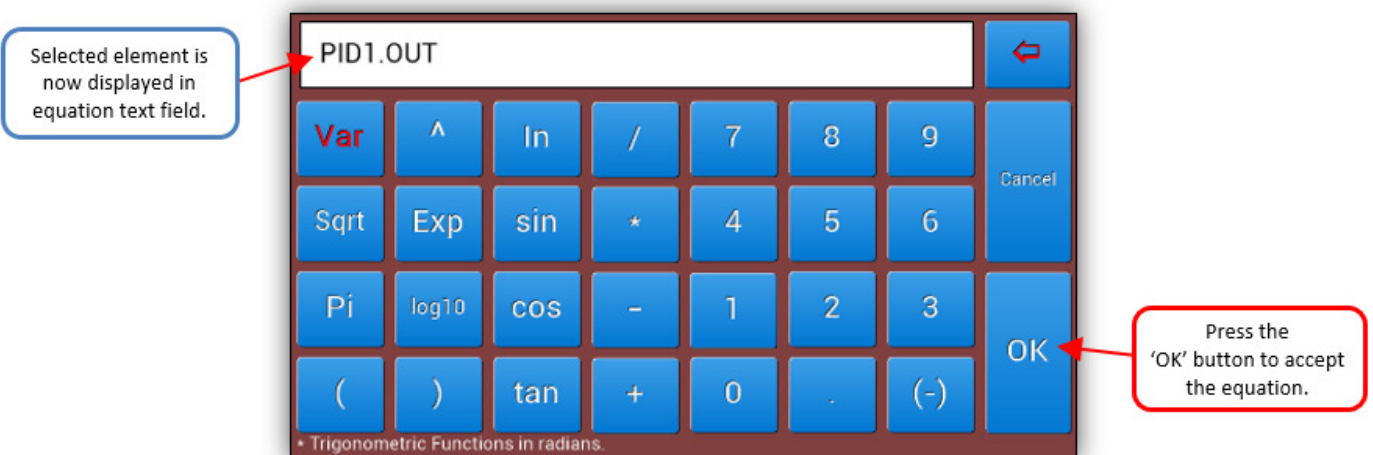 Selected element is
now displayed in
equation text field.
PID1.OUT
Var ^ ln / 7 8 9
Cancel
Sqrt Exp sin * 4 5 6
Pi log10 cos - 1 2 3
OK
( ) tan + 0 . (-)
* Trigonometric Functions in radians.
Press the
‘OK’ button to accept
the equation.